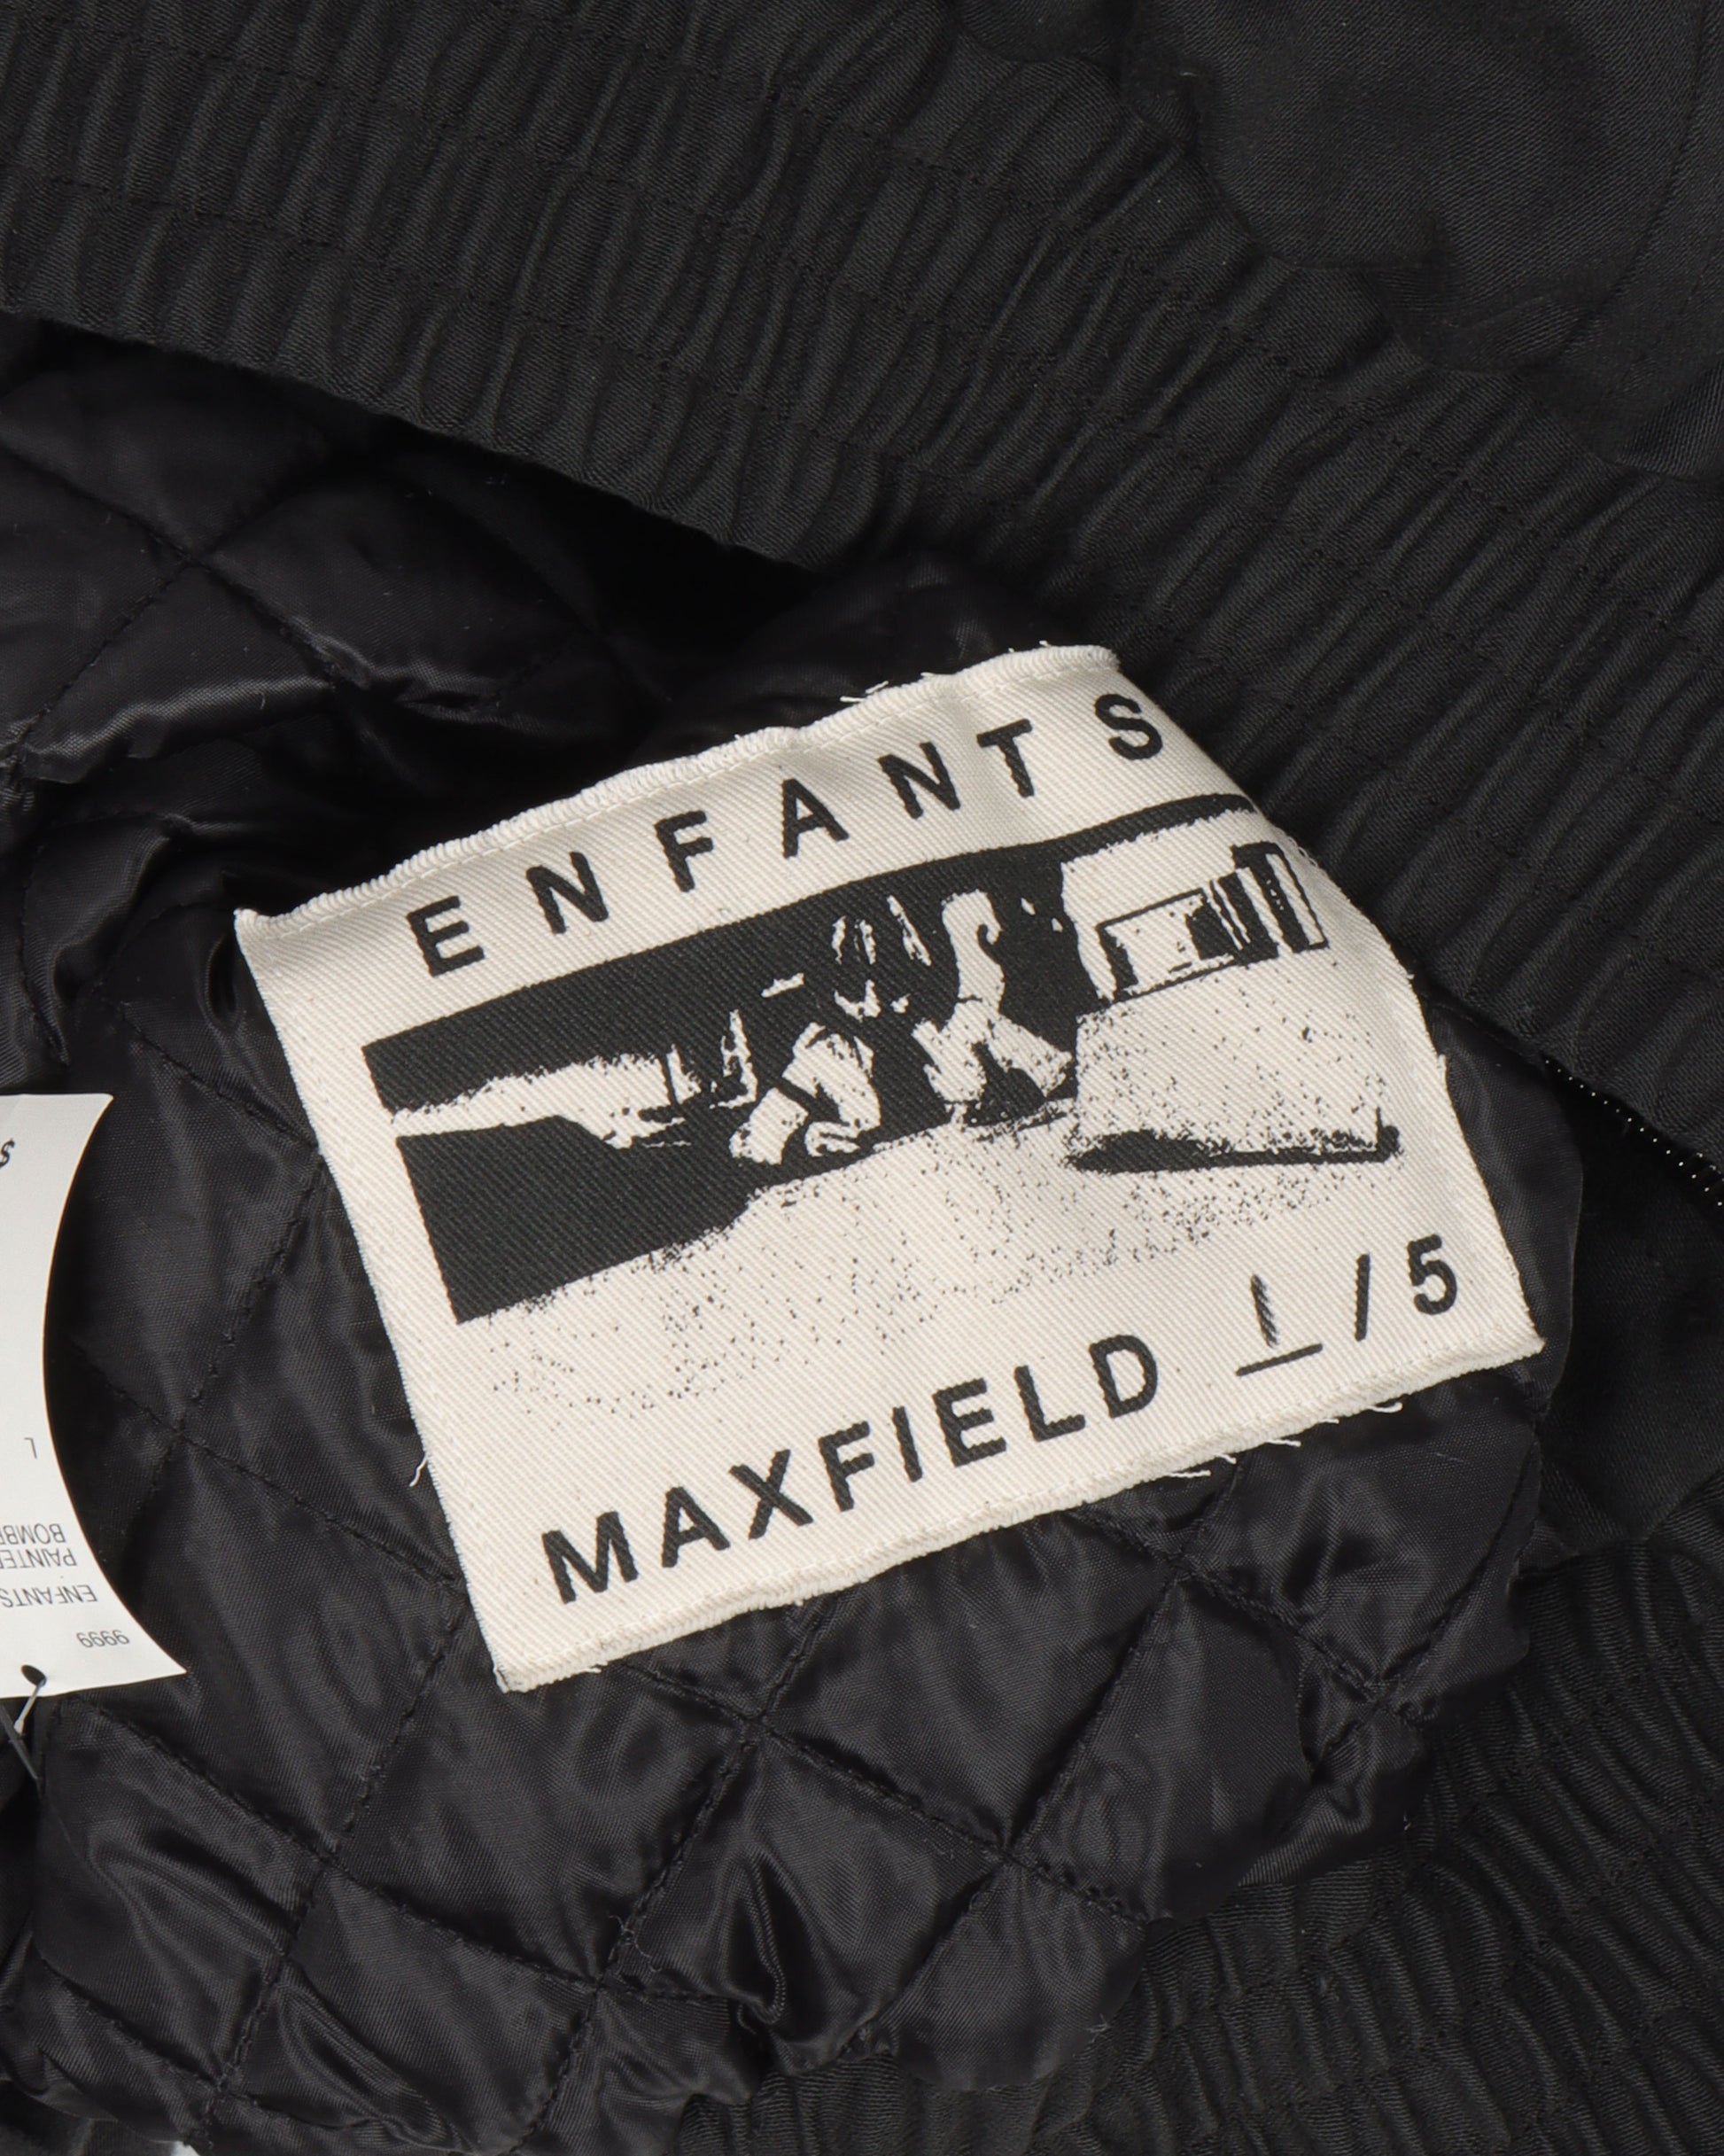 ENFANTS
MAXFIELD 1/5
S
L
BOMBE
PAINTE
ENFANTS
9999